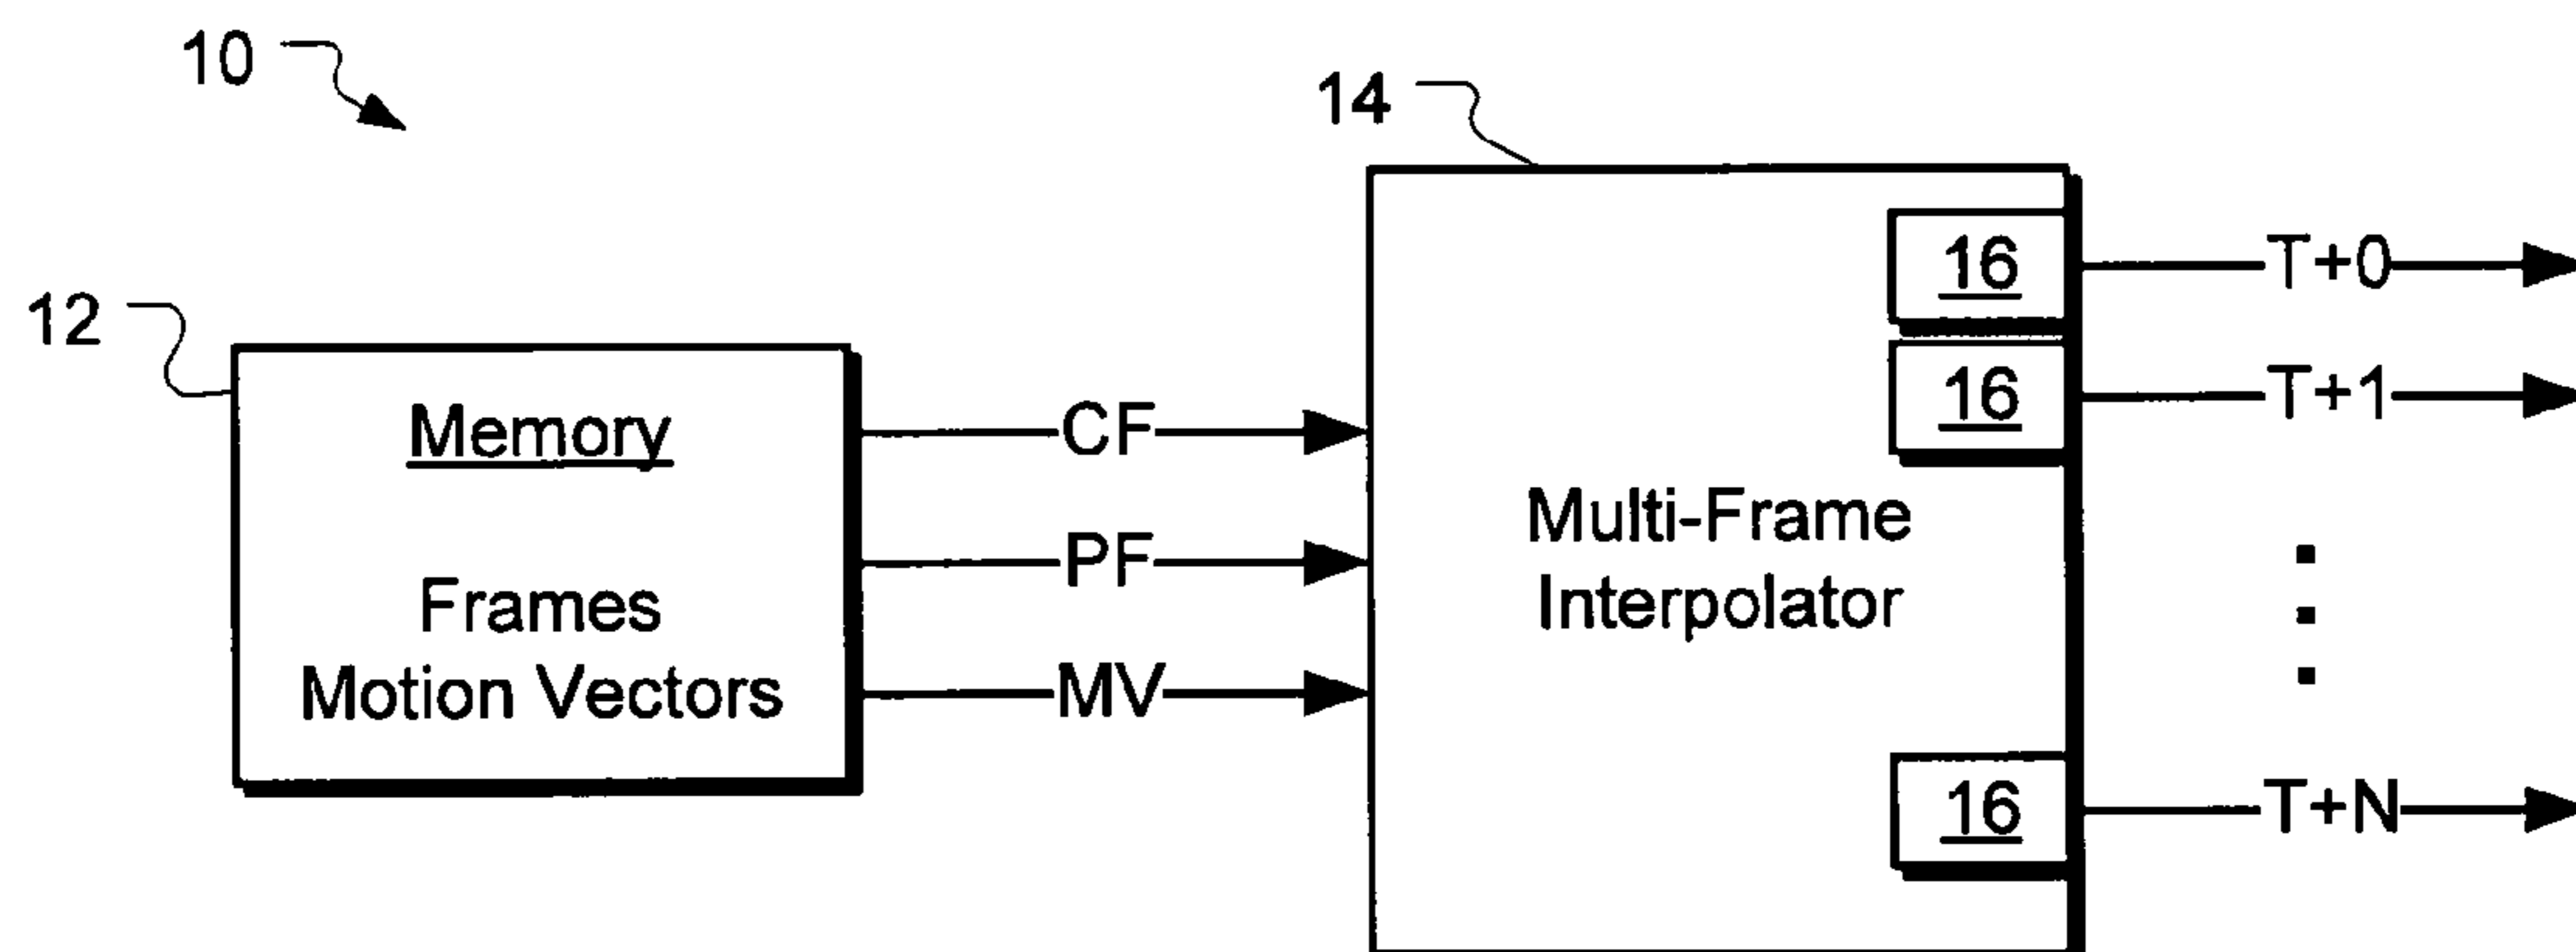 10
14
12
Memory
Frames
Motion Vectors
CF
PF
MV
Multi-Frame
Interpolator
16
T+0
16
T+1
16
T+N